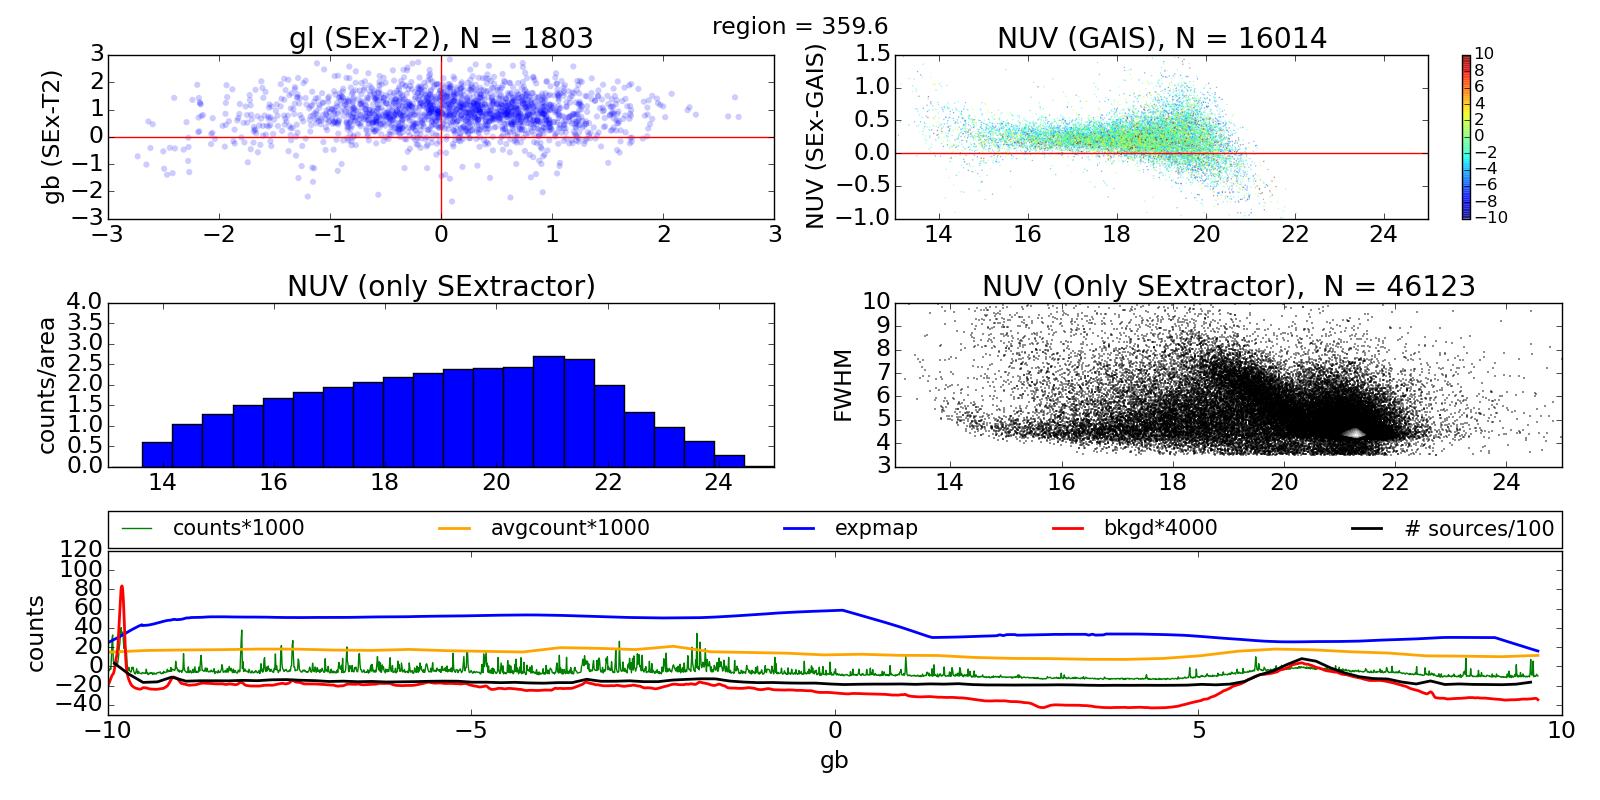 region = 359.6
gl (SEx-T2), N = 1803
gb (SEx-T2)
3
2
1
0
−1
−2
−3
−3 −2 −1 0 1 2 3
NUV (GAIS), N = 16014
NUV (SEx-GAIS)
1.5
1.0
0.5
0.0
−0.5
−1.0
14 16 18 20 22 24
10
8
6
4
2
0
−2
−4
−6
−8
−10
NUV (only SExtractor)
counts/area
4.0
3.5
3.0
2.5
2.0
1.5
1.0
0.5
0.0
14 16 18 20 22 24
NUV (Only SExtractor), N = 46123
FWHM
10
9
8
7
6
5
4
3
14 16 18 20 22 24
counts*1000 avgcount*1000 expmap bkgd*4000 # sources/100
counts
120
100
80
60
40
20
0
−20
−40
−10 −5 0 5 10
gb